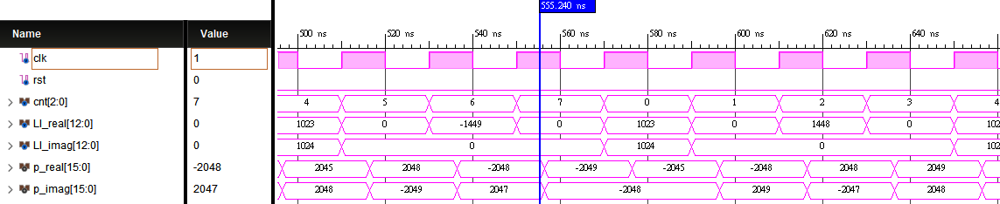 555.240 ns
Name Value
500 ns 520 ns 540 ns 560 ns 580 ns 600 ns 620 ns 640 ns
clk 1
rst 0
cnt[2:0] 7 4 5 6 7 0 1 2 3 4
LI_real[12:0] 0 1023 0 -1449 0 1023 0 1448 0 102
LI_imag[12:0] 0 1024 0 1024 0 102
p_real[15:0] -2048 2045 2048 -2048 -2049 -2045 -2048 2048 2049
p_imag[15:0] 2047 2048 -2049 2047 -2048 2049 -2047 2048